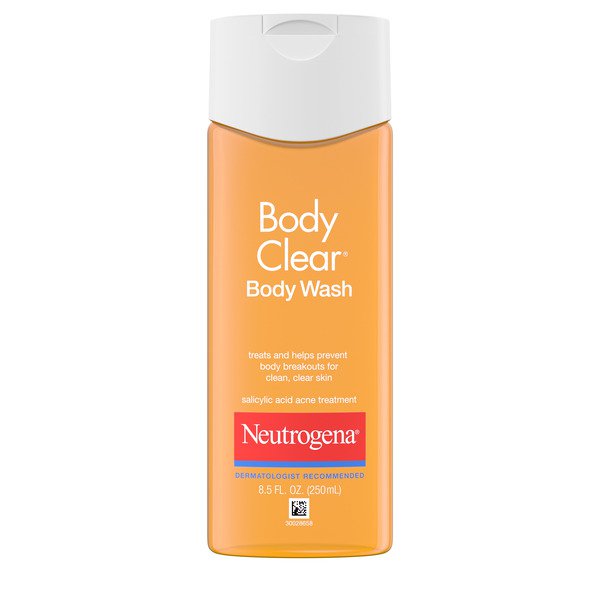 Body
Clear®
Body Wash
treats and helps prevent
body breakouts for
clean, clear skin
salicylic acid acne treatment
Neutrogena®
DERMATOLOGIST RECOMMENDED
8.5 FL. OZ. (250mL)
30028658